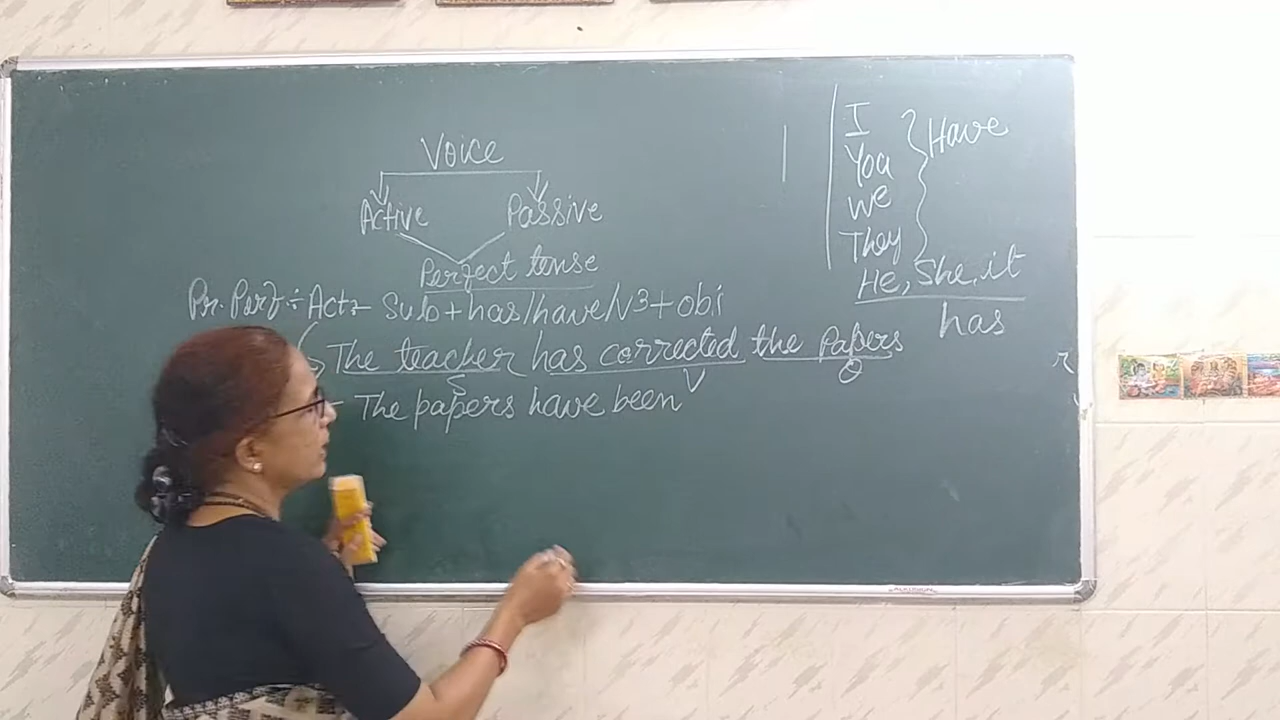 Voice
Active Passive
Perfect tense
Pr. Perf ÷ Act:- Sub + has/have/V3 + obj
The teacher has corrected the Papers
S V O
- The papers have been
I
You
We
They
} Have
He, She, it
has